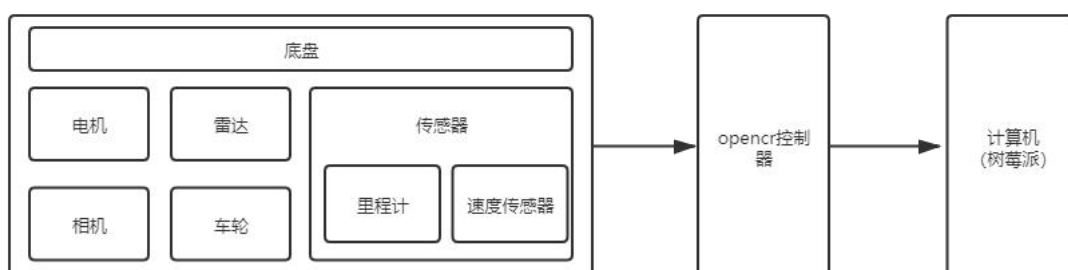 底盘
电机
雷达
传感器
相机
车轮
里程计
速度传感器
opencr控制
器
计算机
(树莓派)